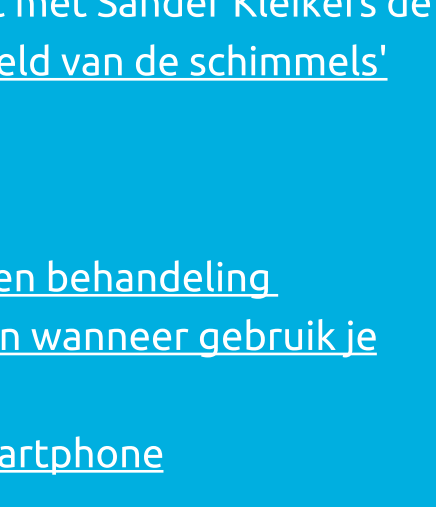 met Sander Kleikers de
eld van de schimmels'
en behandeling
n wanneer gebruik je
artphone